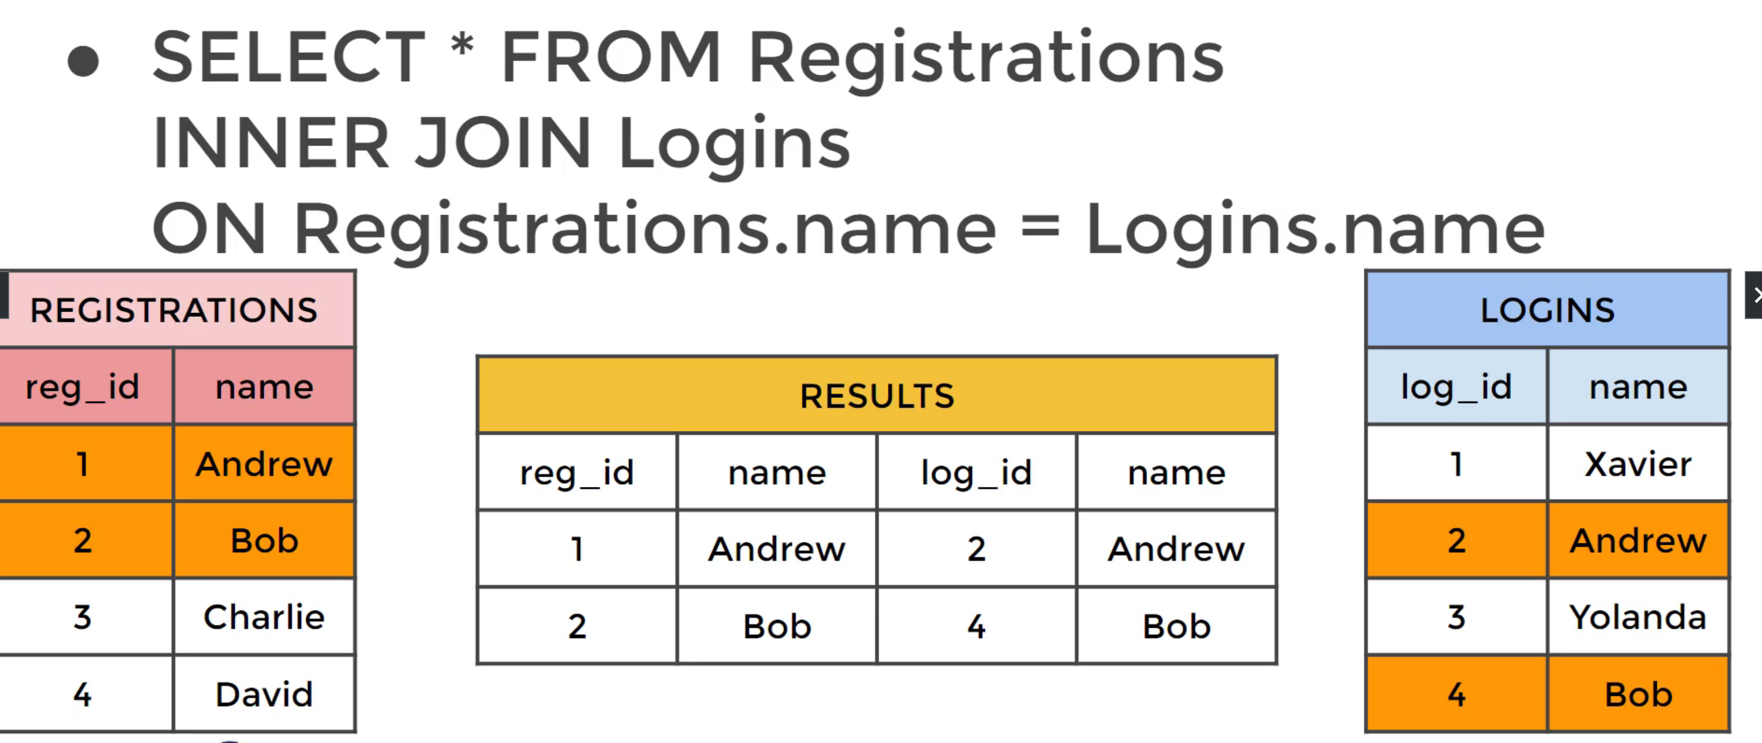 ● SELECT * FROM Registrations
INNER JOIN Logins
ON Registrations.name = Logins.name
REGISTRATIONS
reg_id name
1 Andrew
2 Bob
3 Charlie
4 David
RESULTS
reg_id name log_id name
1 Andrew 2 Andrew
2 Bob 4 Bob
LOGINS
log_id name
1 Xavier
2 Andrew
3 Yolanda
4 Bob